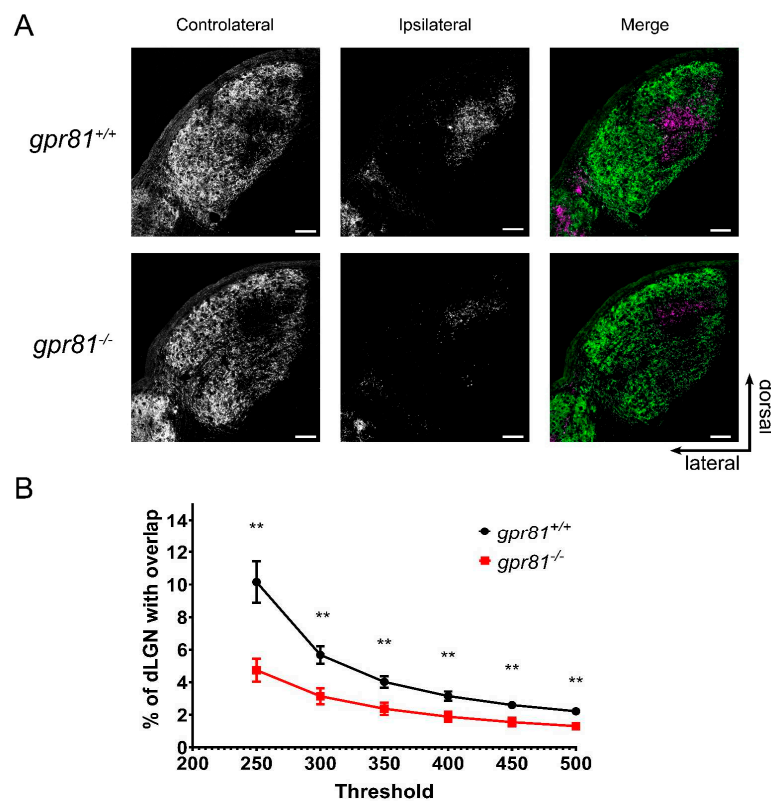 A
Controlateral Ipsilateral Merge
gpr81+/+
gpr81-/-
dorsal
lateral
B
% of dLGN with overlap
14
12
10
8
6
4
2
0
** ** ** ** ** **
gpr81+/+
gpr81-/-
200 250 300 350 400 450 500
Threshold